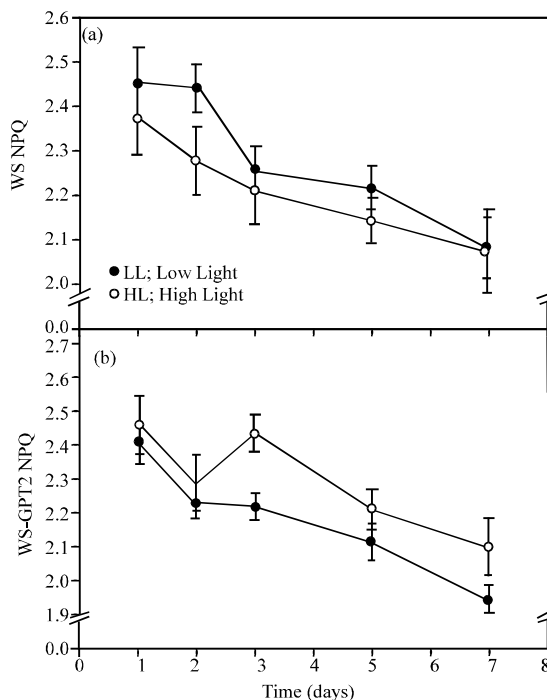 (a)
2.6
2.5
2.4
2.3
2.2
2.1
2.0
0.0
WS NPQ
LL; Low Light
HL; High Light
(b)
2.7
2.6
2.5
2.4
2.3
2.2
2.1
2.0
1.9
0.0
WS-GPT2 NPQ
0 1 2 3 4 5 6 7 8
Time (days)